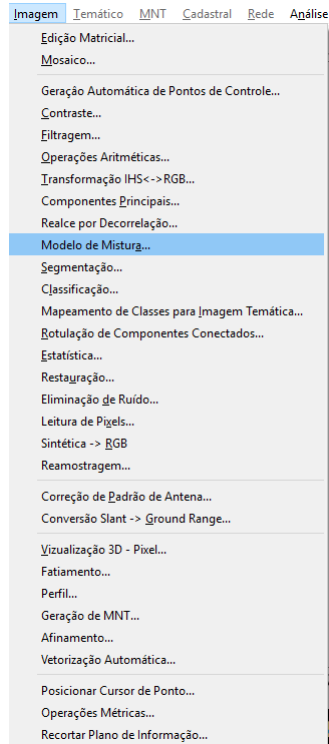 Imagem Temático MNT Cadastral Rede Análise
Edição Matricial...
Mosaico...
Geração Automática de Pontos de Controle...
Contraste...
Filtragem...
Operações Aritméticas...
Transformação IHS<->RGB...
Componentes Principais...
Realce por Decorrelação...
Modelo de Mistura...
Segmentação...
Classificação...
Mapeamento de Classes para Imagem Temática...
Rotulação de Componentes Conectados...
Estatística...
Restauração...
Eliminação de Ruído...
Leitura de Pixels...
Sintética -> RGB
Reamostragem...
Correção de Padrão de Antena...
Conversão Slant -> Ground Range...
Vizualização 3D - Pixel...
Fatiamento...
Perfil...
Geração de MNT...
Afinamento...
Vetorização Automática...
Posicionar Cursor de Ponto...
Operações Métricas...
Recortar Plano de Informação...